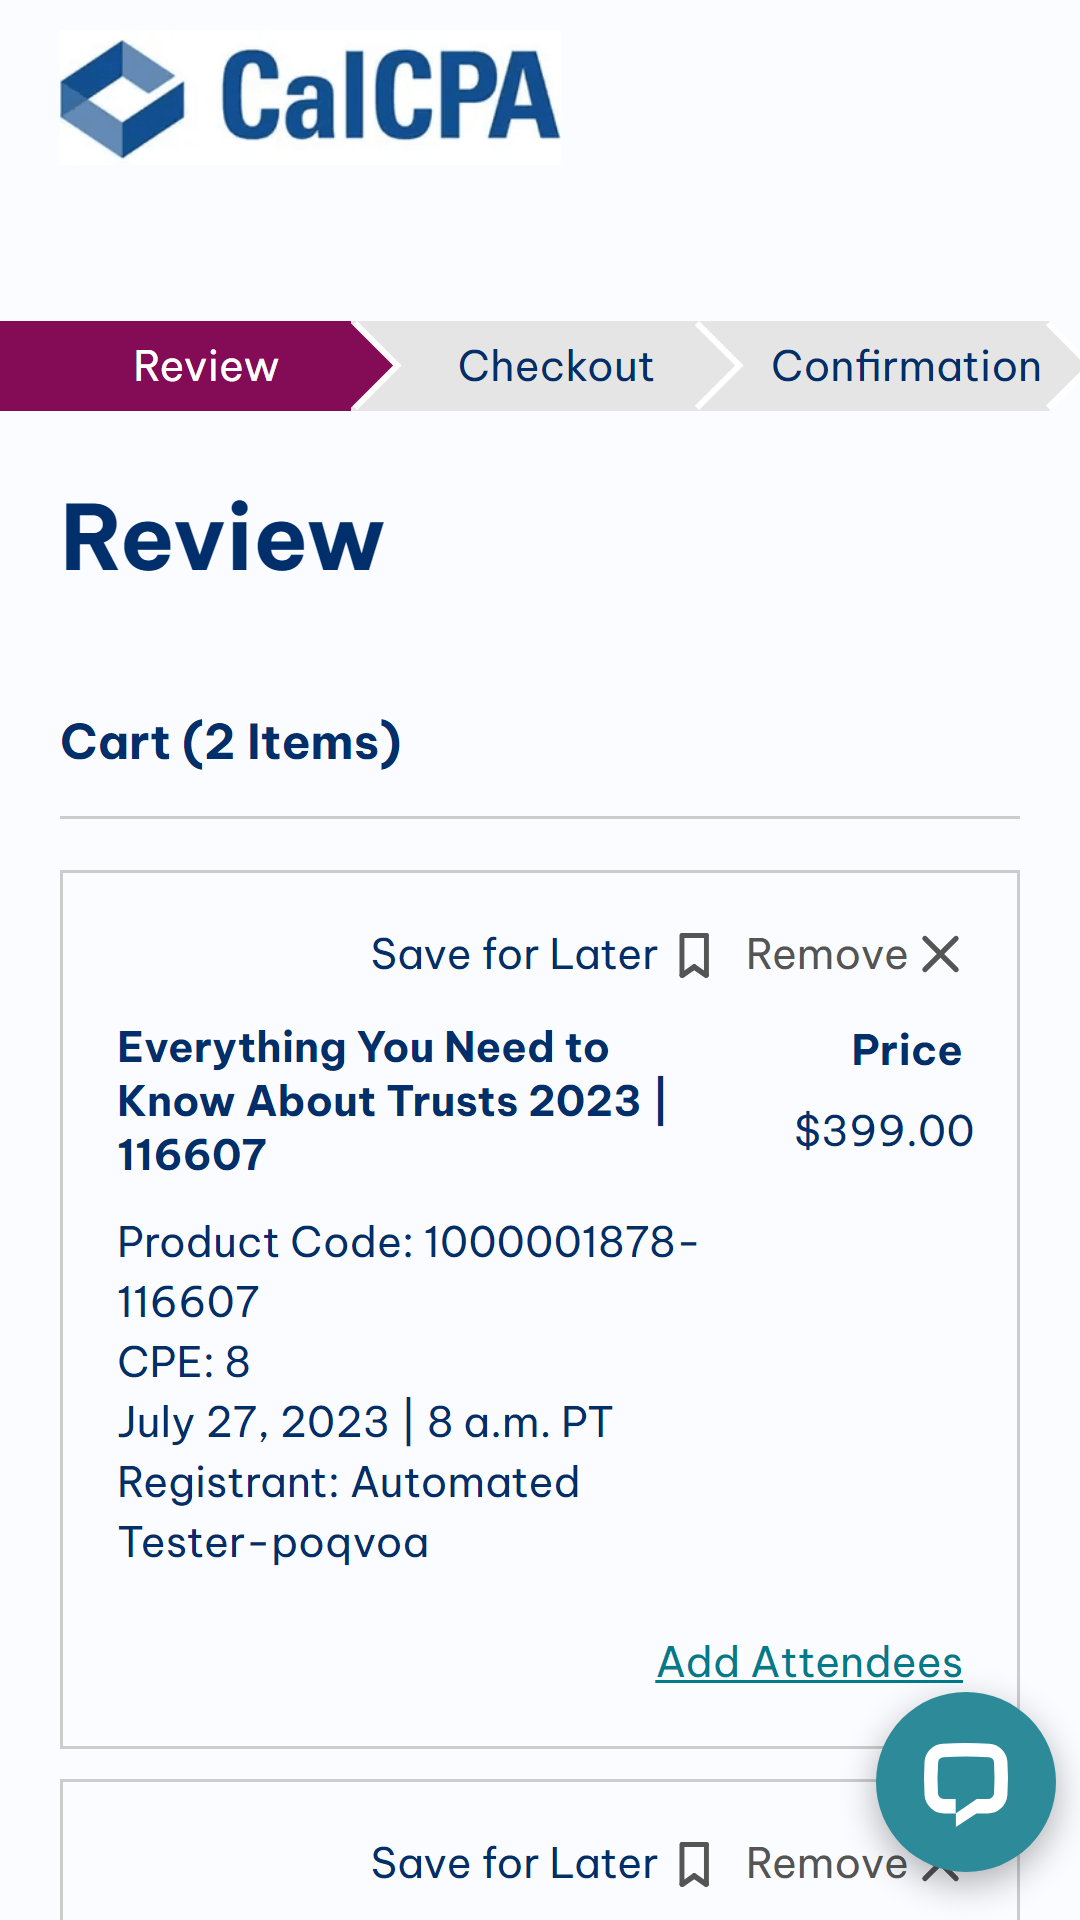 CalCPA
Review
Checkout
Confirmation
Review
Cart (2 Items)
Save for Later
Remove
Everything You Need to
Know About Trusts 2023 |
116607
Price
$399.00
Product Code: 1000001878-
116607
CPE: 8
July 27, 2023 | 8 a.m. PT
Registrant: Automated
Tester-poqvoa
Add Attendees
Save for Later
Remove